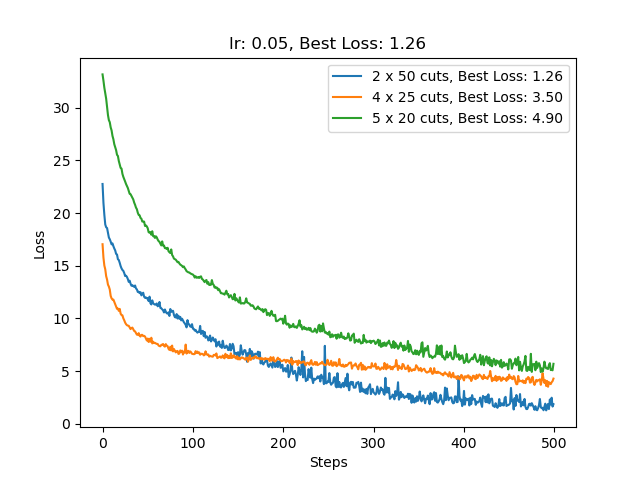 lr: 0.05, Best Loss: 1.26
2 x 50 cuts, Best Loss: 1.26
4 x 25 cuts, Best Loss: 3.50
5 x 20 cuts, Best Loss: 4.90
Loss
30
25
20
15
10
5
0
0 100 200 300 400 500
Steps